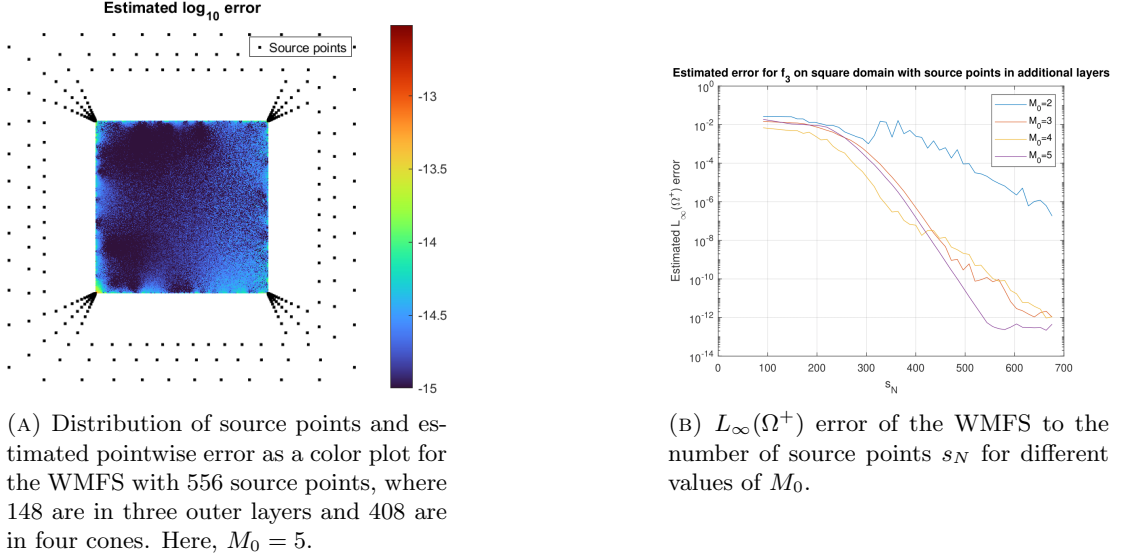 Estimated log10 error
Source points
-13
-13.5
-14
-14.5
-15
(A) Distribution of source points and es-
timated pointwise error as a color plot for
the WMFS with 556 source points, where
148 are in three outer layers and 408 are
in four cones. Here, M0 = 5.
Estimated error for f3 on square domain with source points in additional layers
Estimated L∞(Ω+) error
10^0
10^-2
10^-4
10^-6
10^-8
10^-10
10^-12
10^-14
M0=2
M0=3
M0=4
M0=5
0 100 200 300 400 500 600 700
sN
(B) L∞(Ω+) error of the WMFS to the
number of source points sN for different
values of M0.